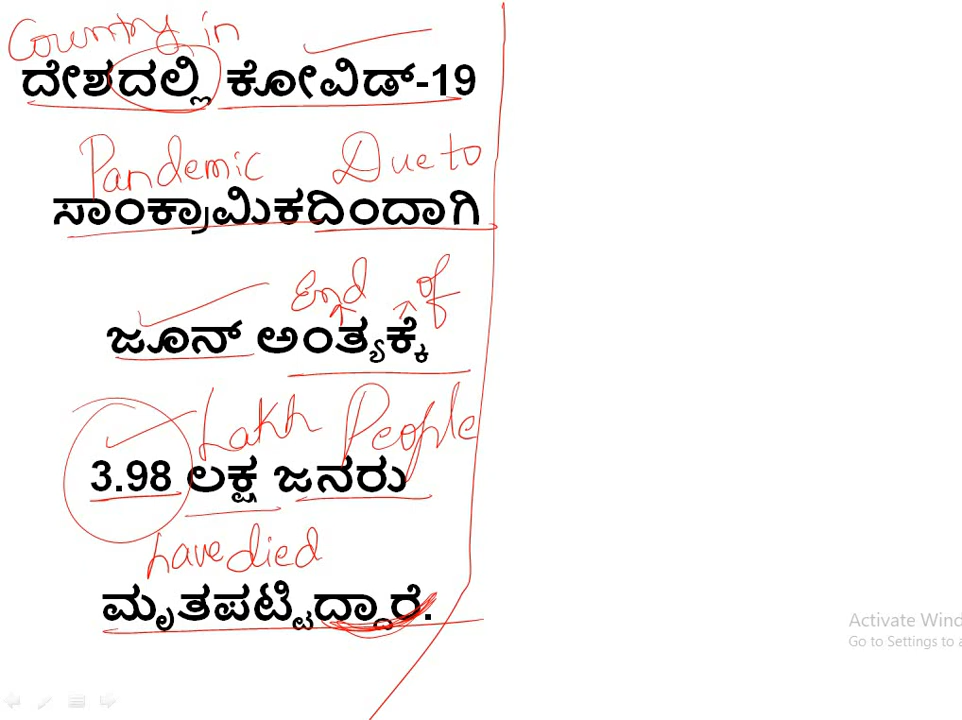 Country in
ದೇಶದಲ್ಲಿ ಕೋವಿಡ್-19
Pandemic Due to
ಸಾಂಕ್ರಾಮಿಕದಿಂದಾಗಿ
End of
ಜೂನ್ ಅಂತ್ಯಕ್ಕೆ
Lakh People
3.98 ಲಕ್ಷ ಜನರು
have died
ಮೃತಪಟ್ಟಿದ್ದಾರೆ.
Activate Wind
Go to Settings to a